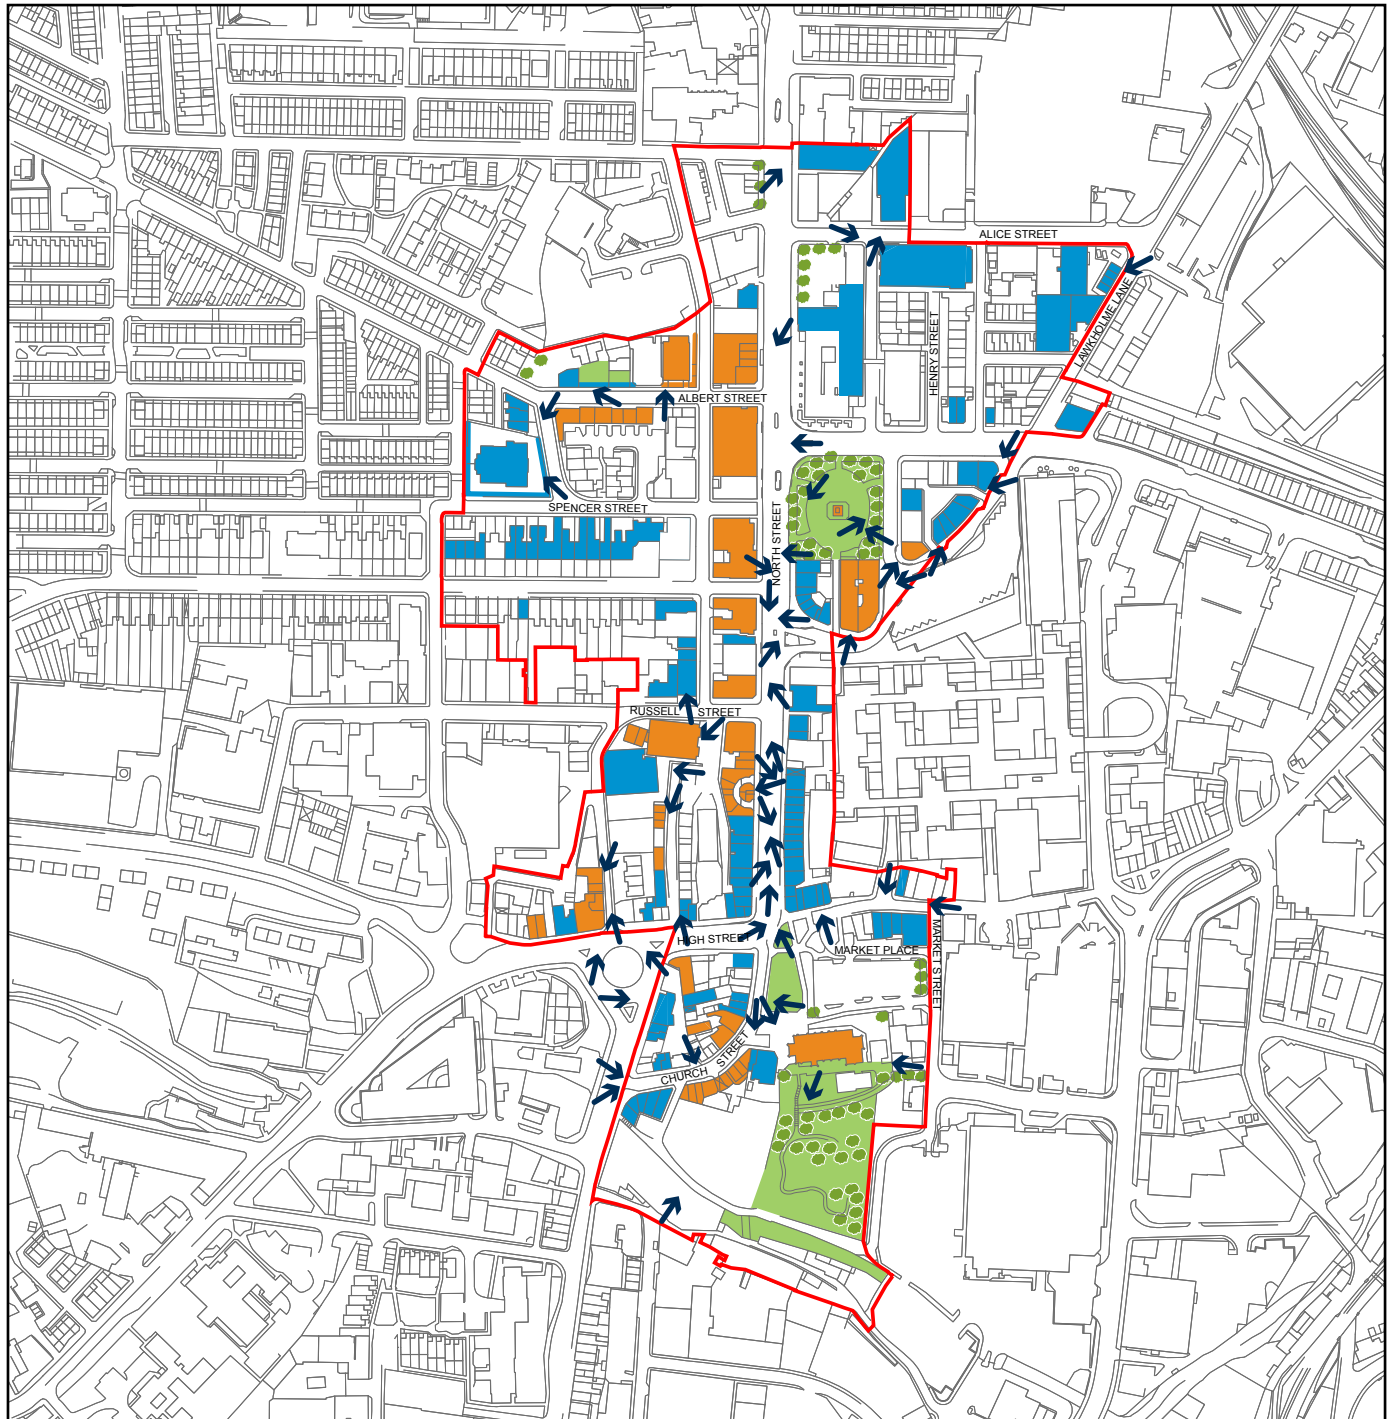 ALICE STREET
HENRY STREET
LAWKHOLME LANE
ALBERT STREET
SPENCER STREET
NORTH STREET
RUSSELL STREET
HIGH STREET
MARKET PLACE
MARKET STREET
CHURCH STREET